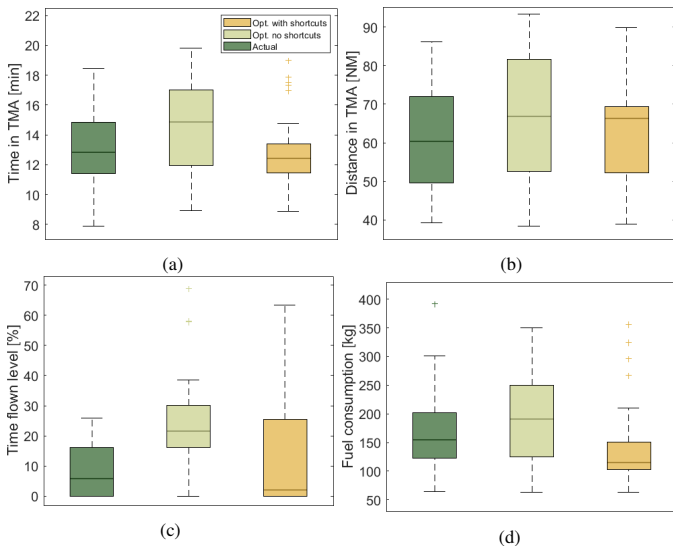 22
20
18
16
14
12
10
8
Time in TMA [min]
Opt. with shortcuts
Opt. no shortcuts
Actual
(a)
90
80
70
60
50
40
Distance in TMA [NM]
(b)
70
60
50
40
30
20
10
0
Time flown level [%]
(c)
400
350
300
250
200
150
100
50
Fuel consumption [kg]
(d)